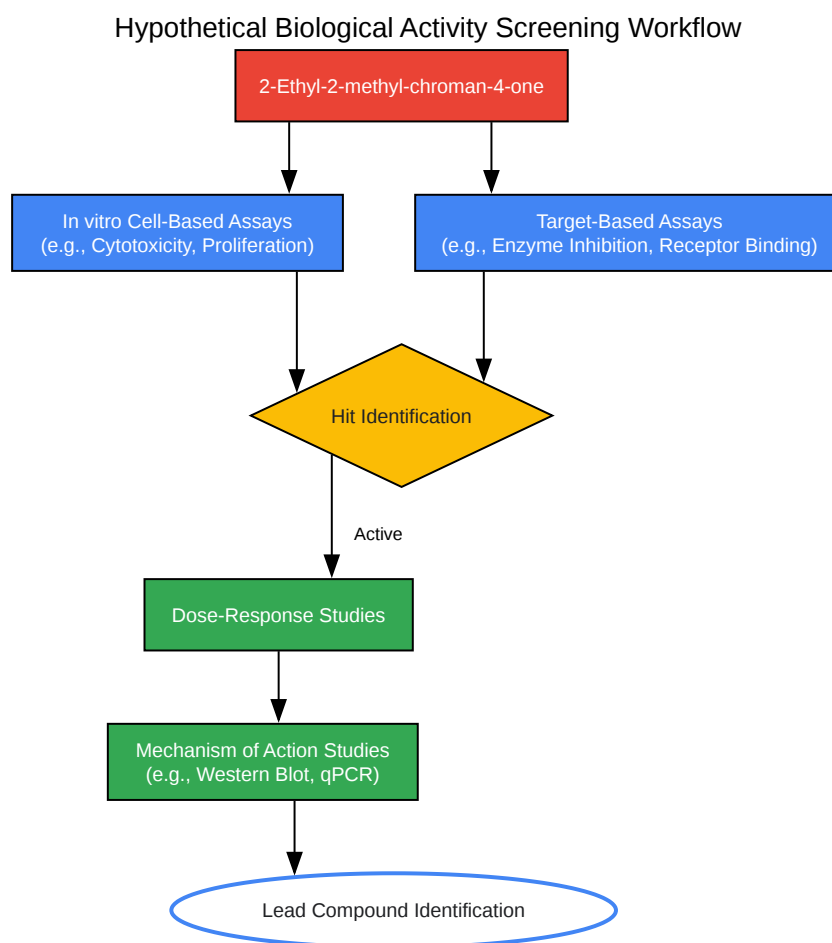 Hypothetical Biological Activity Screening Workflow
2-Ethyl-2-methyl-chroman-4-one
In vitro Cell-Based Assays
(e.g., Cytotoxicity, Proliferation)
Target-Based Assays
(e.g., Enzyme Inhibition, Receptor Binding)
Hit Identification
Active
Dose-Response Studies
Mechanism of Action Studies
(e.g., Western Blot, qPCR)
Lead Compound Identification